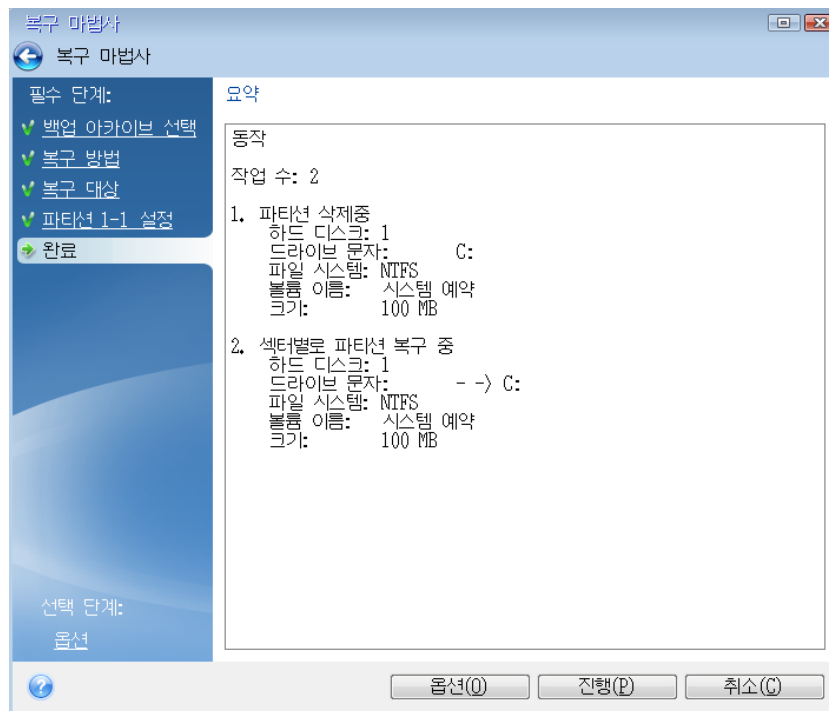 복구 마법사
복구 마법사
필수 단계:
백업 아카이브 선택
복구 방법
복구 대상
파티션 1-1 설정
완료
선택 단계:
옵션
요약
동작
작업 수: 2
1. 파티션 삭제중
하드 디스크: 1
드라이브 문자: C:
파일 시스템: NTFS
볼륨 이름: 시스템 예약
크기: 100 MB
2. 섹터별로 파티션 복구 중
하드 디스크: 1
드라이브 문자: - -> C:
파일 시스템: NTFS
볼륨 이름: 시스템 예약
크기: 100 MB
옵션(O) 진행(P) 취소(C)